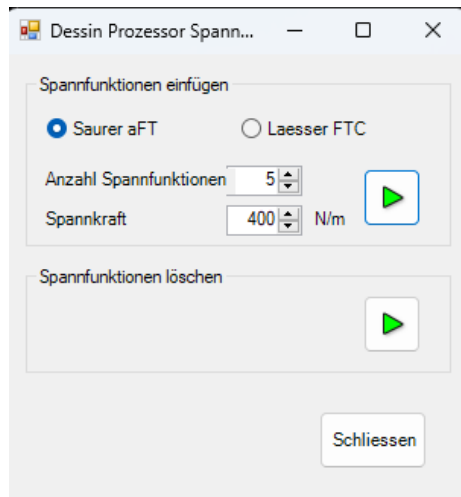 Dessin Prozessor Spann...
Spannfunktionen einfügen
Saurer aFT Laesser FTC
Anzahl Spannfunktionen 5
Spannkraft 400 N/m
Spannfunktionen löschen
Schliessen